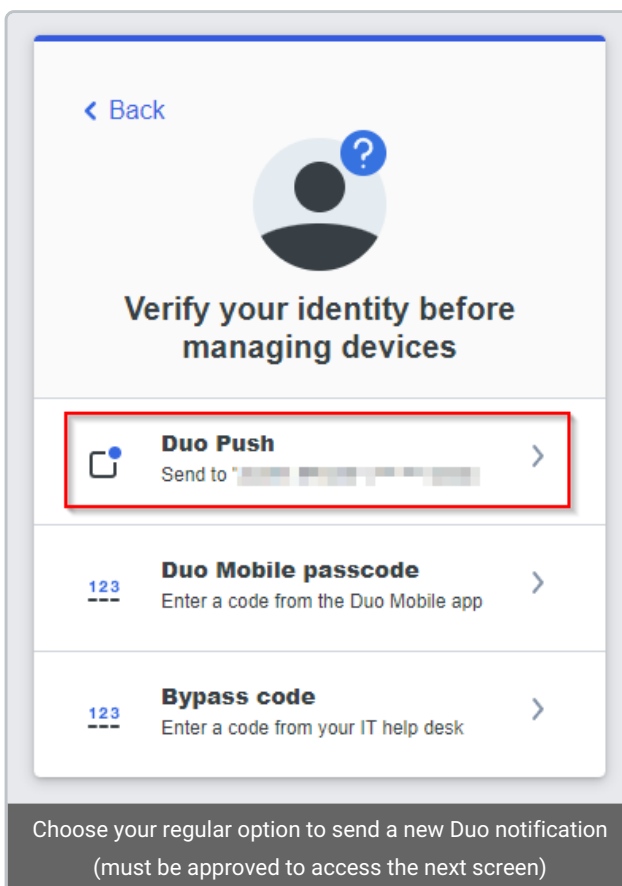 Back
?
Verify your identity before
managing devices
Duo Push
Send to "
123
Duo Mobile passcode
Enter a code from the Duo Mobile app
123
Bypass code
Enter a code from your IT help desk
Choose your regular option to send a new Duo notification
(must be approved to access the next screen)